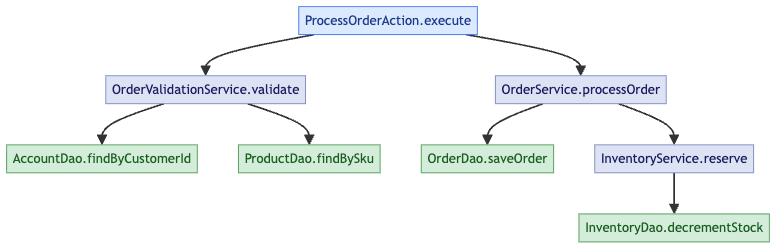 ProcessOrderAction.execute
OrderValidationService.validate
OrderService.processOrder
AccountDao.findByCustomerId
ProductDao.findBySku
OrderDao.saveOrder
InventoryService.reserve
InventoryDao.decrementStock